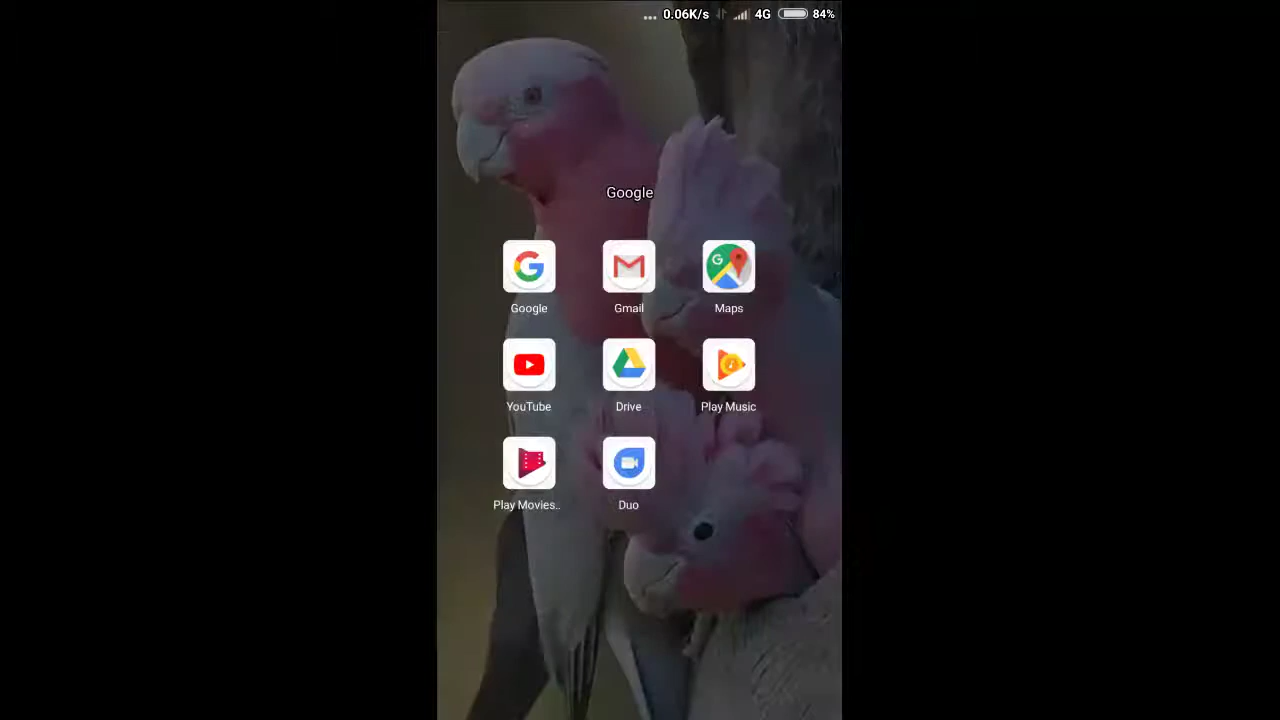 ... 0.06K/s 4G 84%
Google
Google Gmail Maps
YouTube Drive Play Music
Play Movies.. Duo